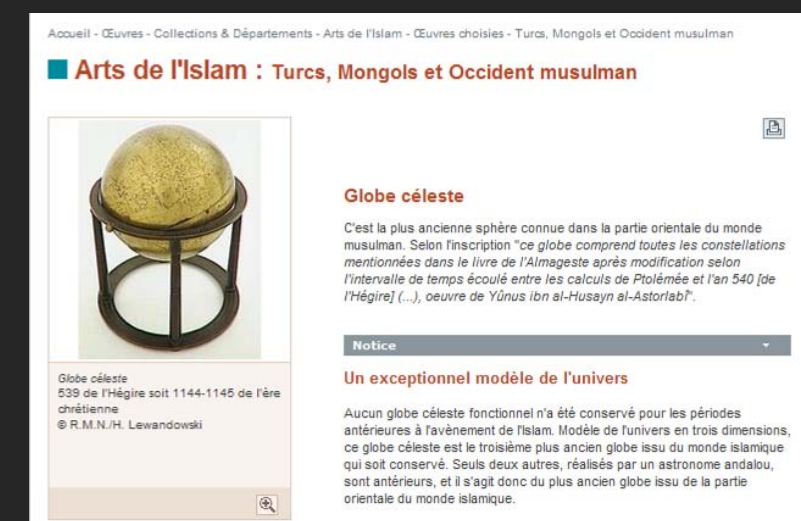 Accueil - Œuvres - Collections & Départements - Arts de l'Islam - Œuvres choisies - Turcs, Mongols et Occident musulman
Arts de l'Islam : Turcs, Mongols et Occident musulman
Globe céleste
C'est la plus ancienne sphère connue dans la partie orientale du monde
musulman. Selon l'inscription "ce globe comprend toutes les constellations
mentionnées dans le livre de l'Almageste après modification selon
l'intervalle de temps écoulé entre les calculs de Ptolémée et l'an 540 [de
l'Hégire] (...), oeuvre de Yûnus ibn al-Husayn al-Astorlabî".
Notice
Un exceptionnel modèle de l'univers
Aucun globe céleste fonctionnel n'a été conservé pour les périodes
antérieures à l'avènement de l'Islam. Modèle de l'univers en trois dimensions,
ce globe céleste est le troisième plus ancien globe issu du monde islamique
qui soit conservé. Seuls deux autres, réalisés par un astronome andalou,
sont antérieurs, et il s'agit donc du plus ancien globe issu de la partie
orientale du monde islamique.
Globe céleste
539 de l'Hégire soit 1144-1145 de l'ère
chrétienne
© R.M.N./H. Lewandowski